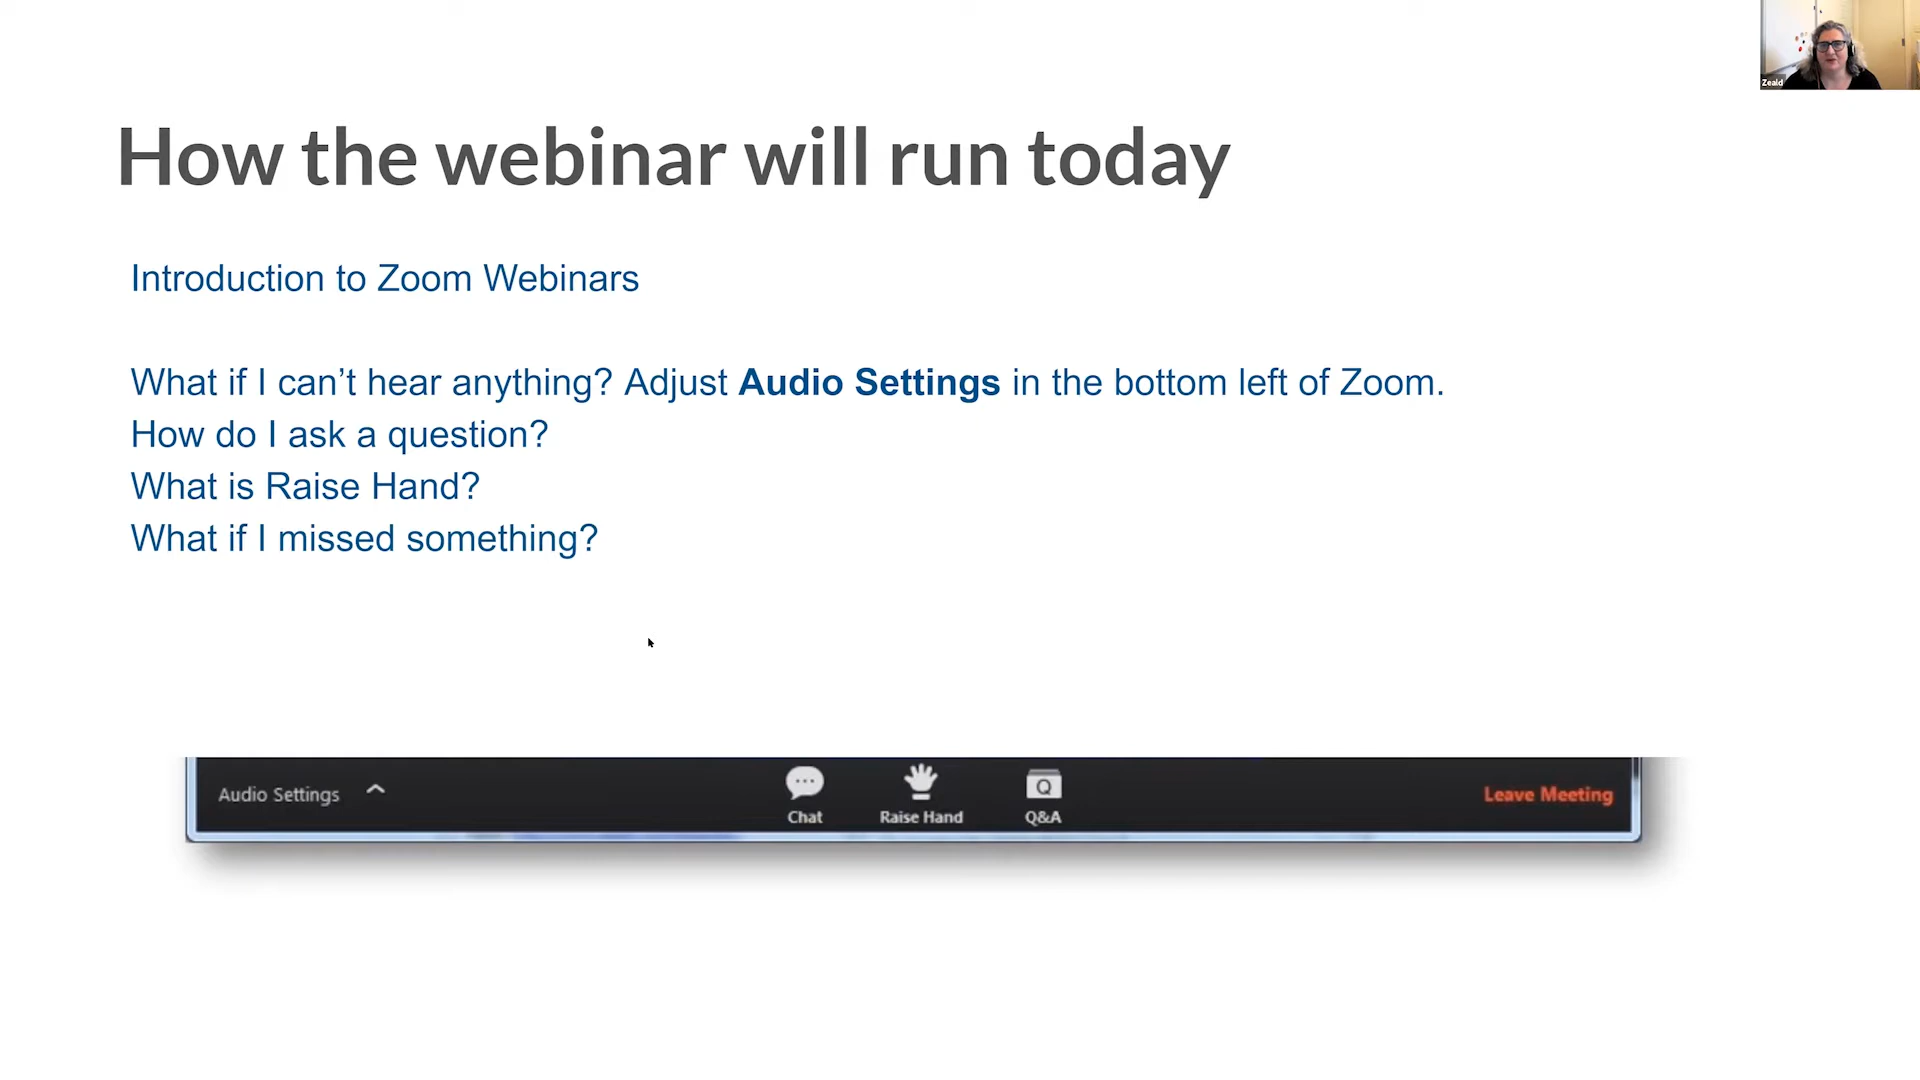 Zeald
How the webinar will run today
Introduction to Zoom Webinars
What if I can’t hear anything? Adjust Audio Settings in the bottom left of Zoom.
How do I ask a question?
What is Raise Hand?
What if I missed something?
Audio Settings
Chat
Raise Hand
Q
Q&A
Leave Meeting